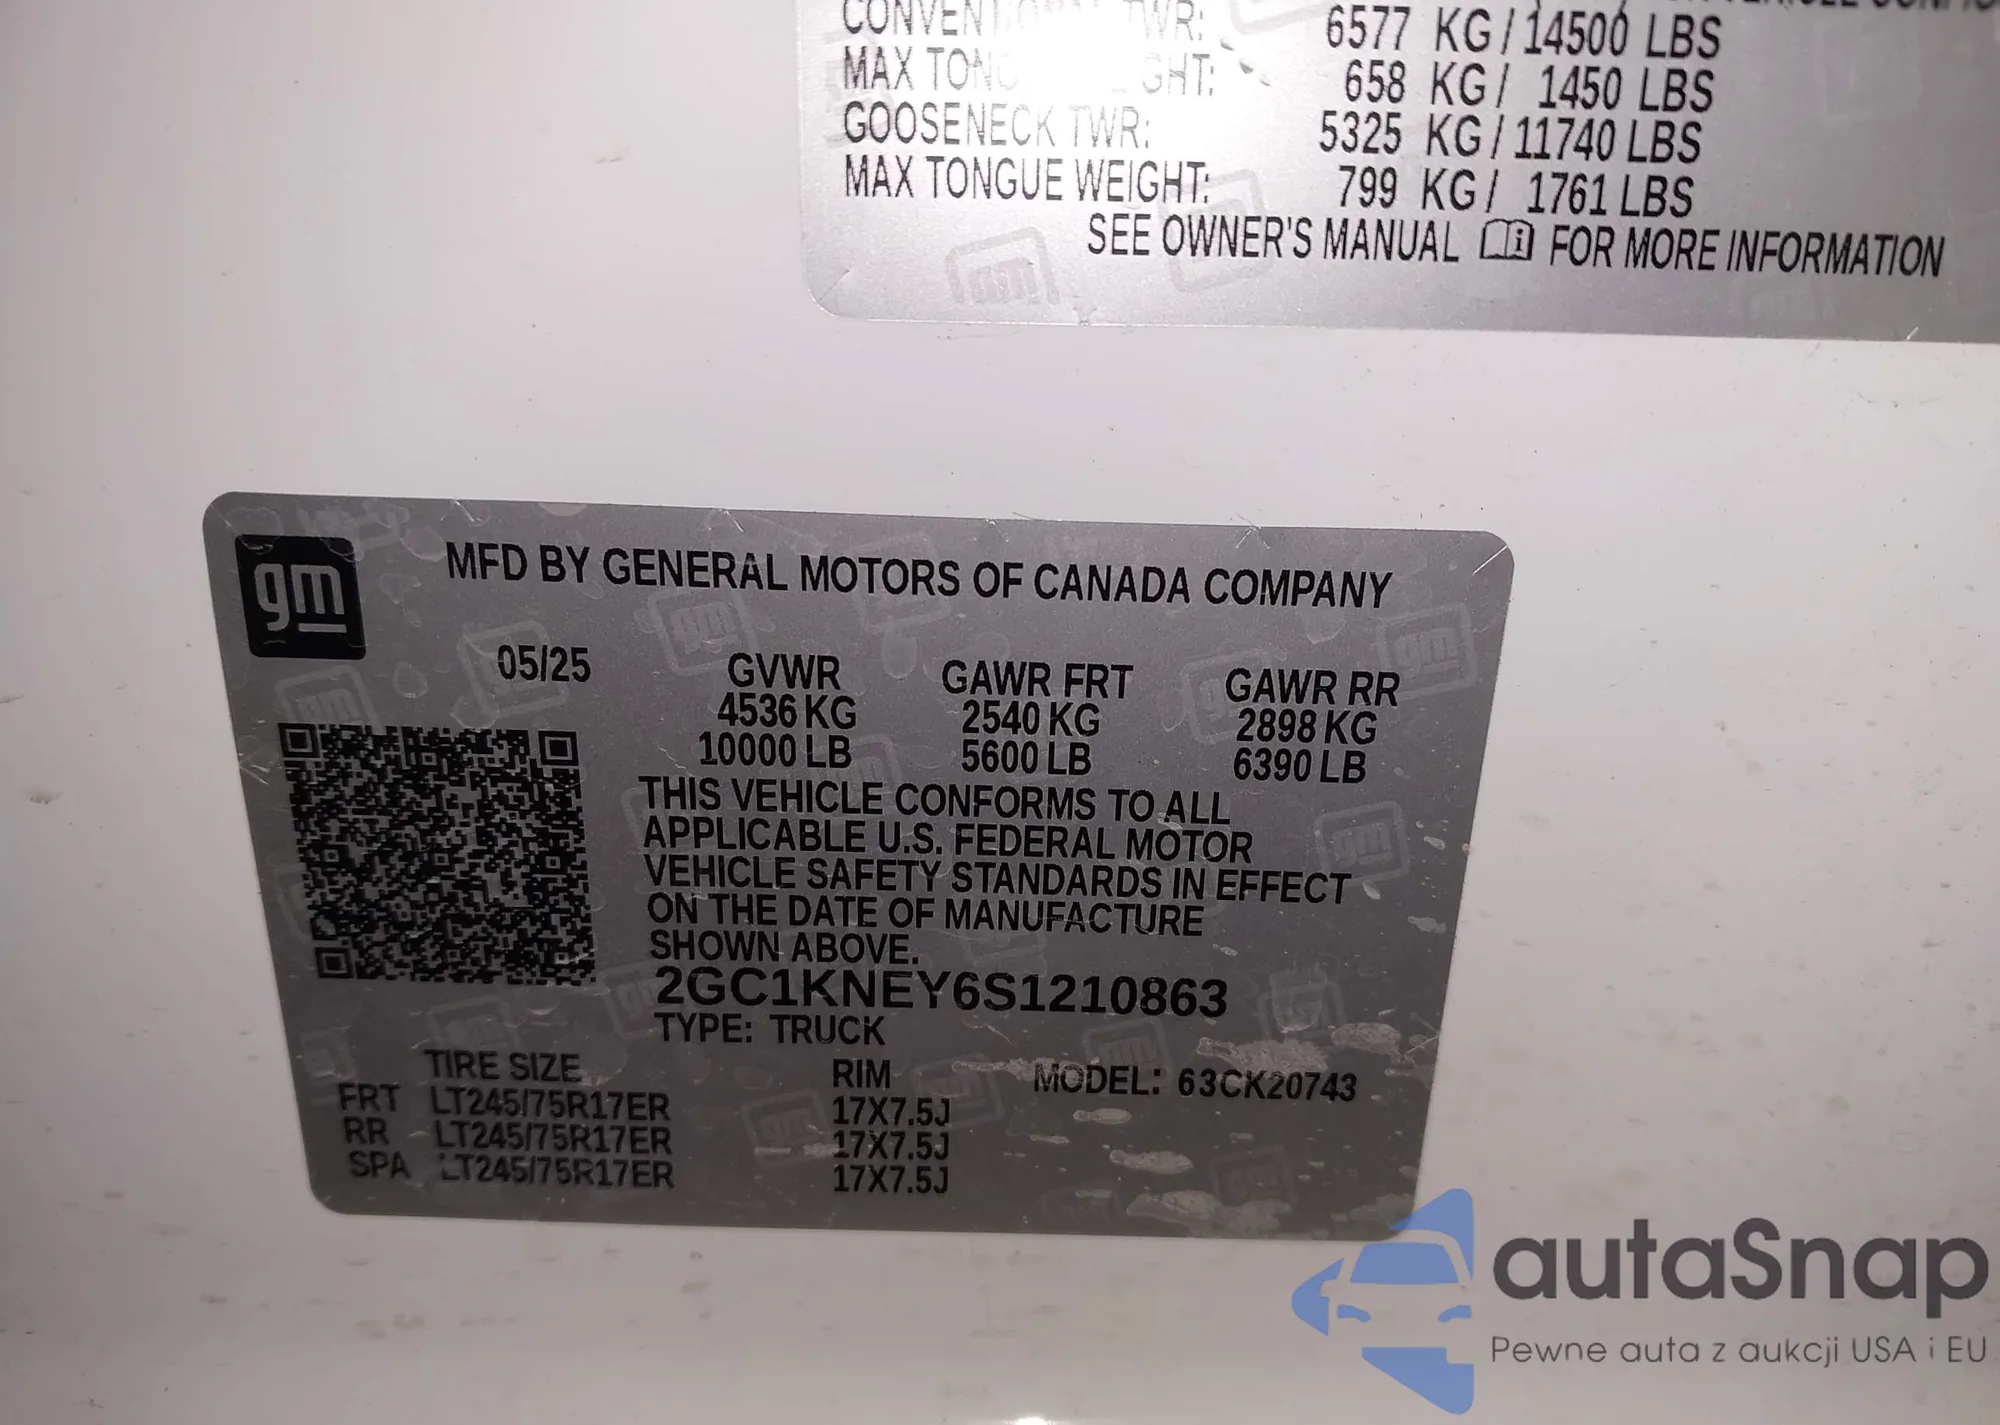 TWR: 6577 KG / 14500 LBS
MAX 658 KG / 1450 LBS
GOOSENECK TWR: 5325 KG / 11740 LBS
MAX TONGUE WEIGHT: 799 KG / 1761 LBS
SEE OWNER'S MANUAL FOR MORE INFORMATION
gm
MFD BY GENERAL MOTORS OF CANADA COMPANY
05/25 GVWR GAWR FRT GAWR RR
4536 KG 2540 KG 2898 KG
10000 LB 5600 LB 6390 LB
THIS VEHICLE CONFORMS TO ALL
APPLICABLE U.S. FEDERAL MOTOR
VEHICLE SAFETY STANDARDS IN EFFECT
ON THE DATE OF MANUFACTURE
SHOWN ABOVE.
2GC1KNEY6S1210863
TYPE: TRUCK
TIRE SIZE RIM MODEL: 63CK20743
FRT LT245/75R17ER 17X7.5J
RR LT245/75R17ER 17X7.5J
SPA LT245/75R17ER 17X7.5J
autaSnap
Pewne auta z aukcji USA i EU